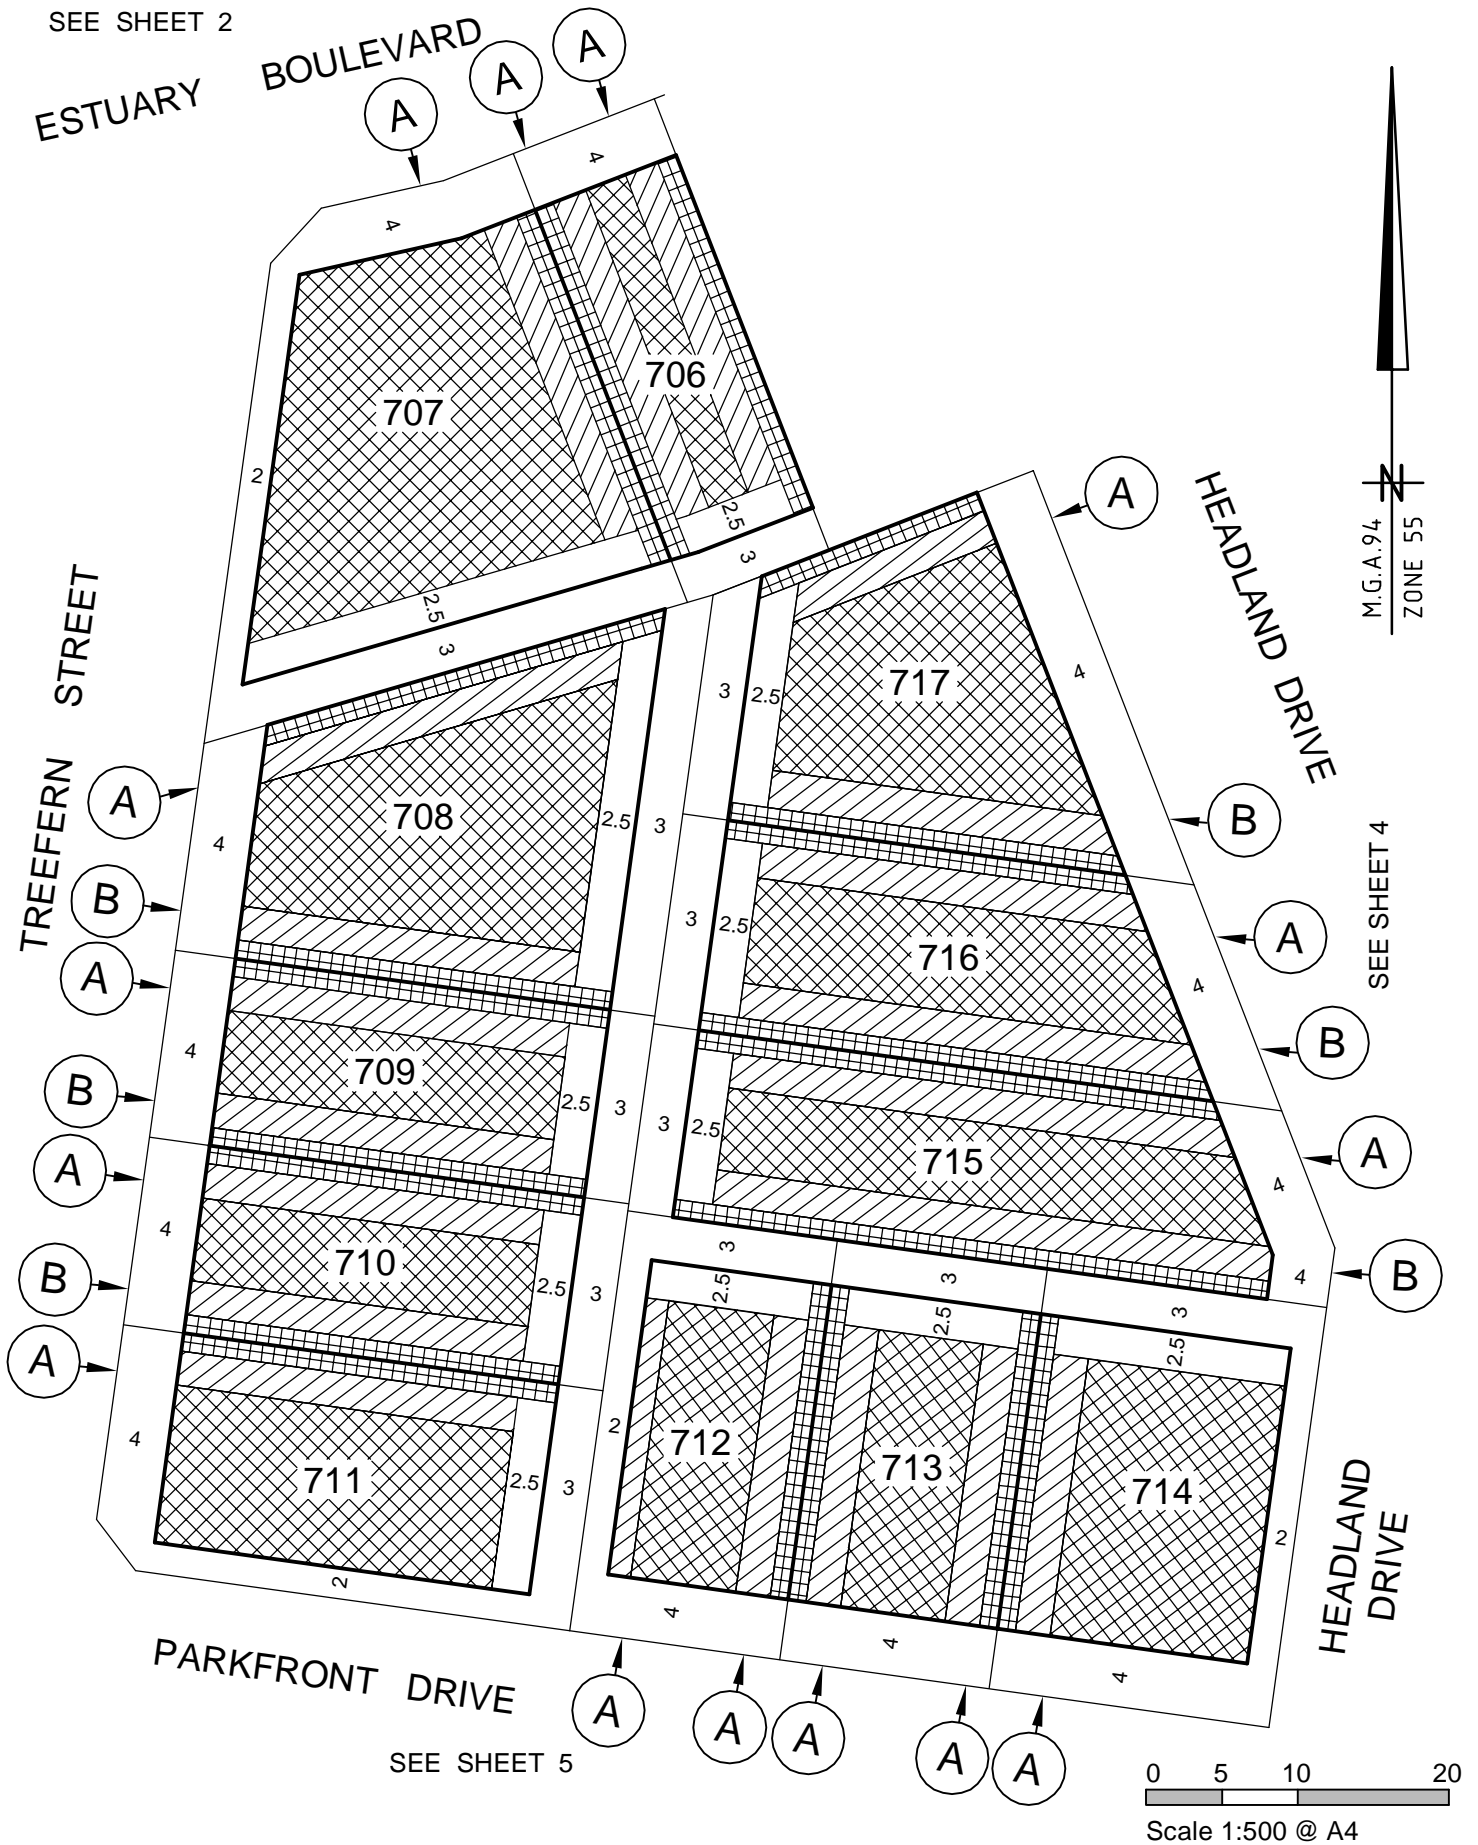 SEE SHEET 2
ESTUARY BOULEVARD
A
A
A
4
4
706
707
2
2.5
3
2.5
3
A
HEADLAND DRIVE
M.G.A.94
ZONE 55
N
TREEFERN STREET
A
4
B
708
2.5
3
3
2.5
717
4
B
A
4
B
709
2.5
3
3
2.5
716
4
A
B
SEE SHEET 4
A
4
B
710
2.5
3
3
2.5
715
4
A
4
B
A
4
711
2.5
3
2
3
2.5
3
2.5
3
2.5
2
712
713
714
2
HEADLAND
DRIVE
4
4
4
PARKFRONT DRIVE
A
A
A
A
A
SEE SHEET 5
0 5 10 20
Scale 1:500 @ A4